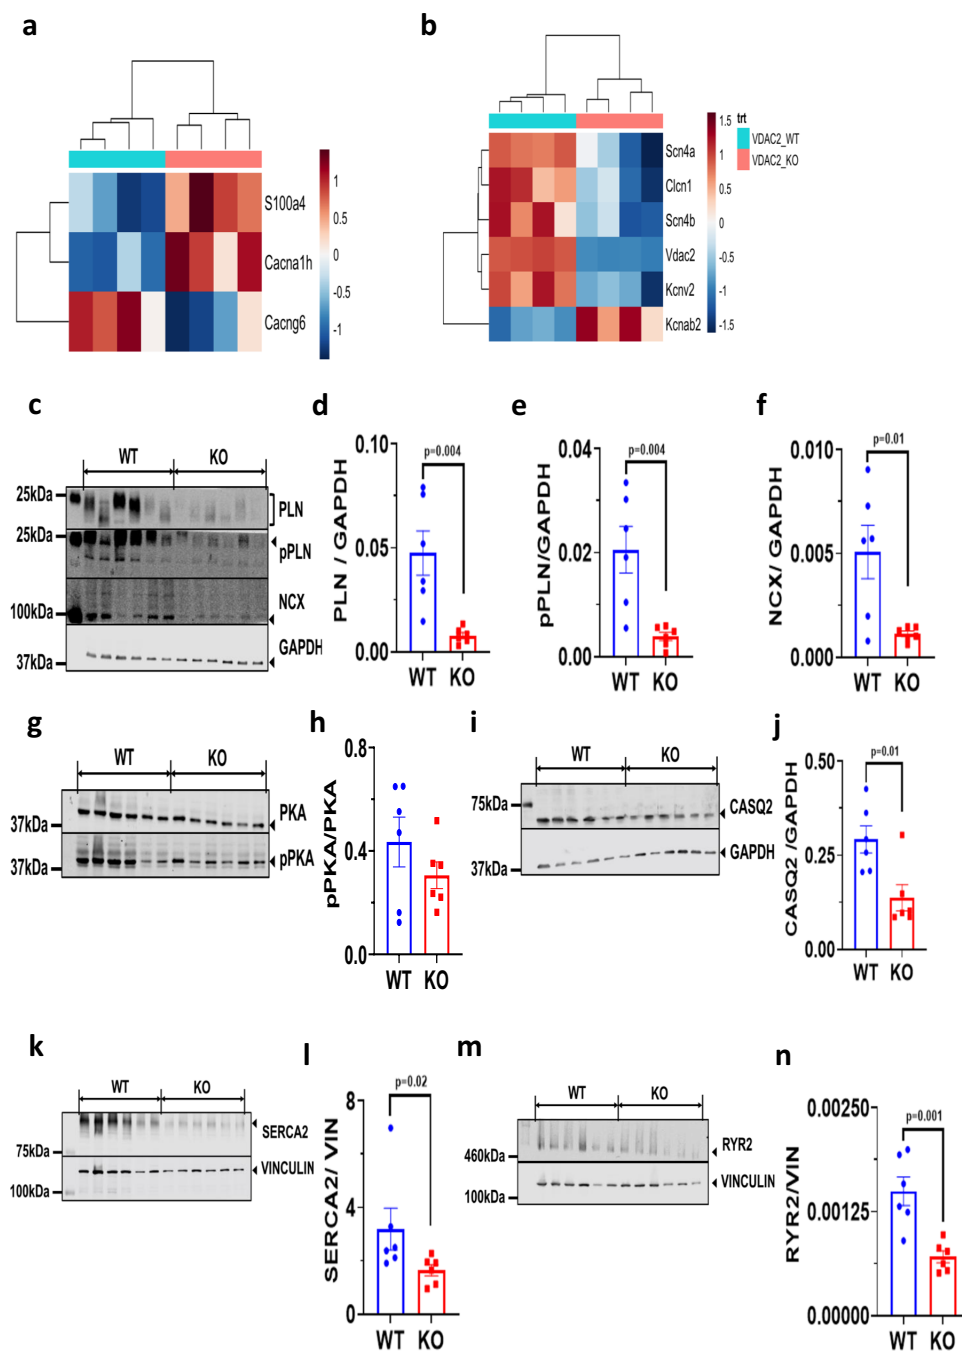 a
b
S100a4
Cacna1h
Cacng6
1
0.5
0
-0.5
-1
Scn4a
Clcn1
Scn4b
Vdac2
Kcnv2
Kcnab2
1.5
1
0.5
0
-0.5
-1
-1.5
trt
VDAC2_WT
VDAC2_KO
c
WT
KO
25kDa
PLN
25kDa
pPLN
NCX
100kDa
GAPDH
37kDa
d
PLN / GAPDH
0.10
0.05
0.00
p=0.004
WT
KO
e
pPLN/GAPDH
0.04
0.02
0.00
p=0.004
WT
KO
f
NCX/ GAPDH
0.010
0.005
0.000
p=0.01
WT
KO
g
WT
KO
PKA
37kDa
pPKA
37kDa
h
pPKA/PKA
0.8
0.4
0.0
WT
KO
i
WT
KO
75kDa
CASQ2
GAPDH
37kDa
j
CASQ2 /GAPDH
0.50
0.25
0.00
p=0.01
WT
KO
k
WT
KO
SERCA2
75kDa
VINCULIN
100kDa
l
SERCA2/ VIN
8
4
0
p=0.02
WT
KO
m
WT
KO
RYR2
460kDa
VINCULIN
100kDa
n
RYR2/VIN
0.00250
0.00125
0.00000
p=0.001
WT
KO